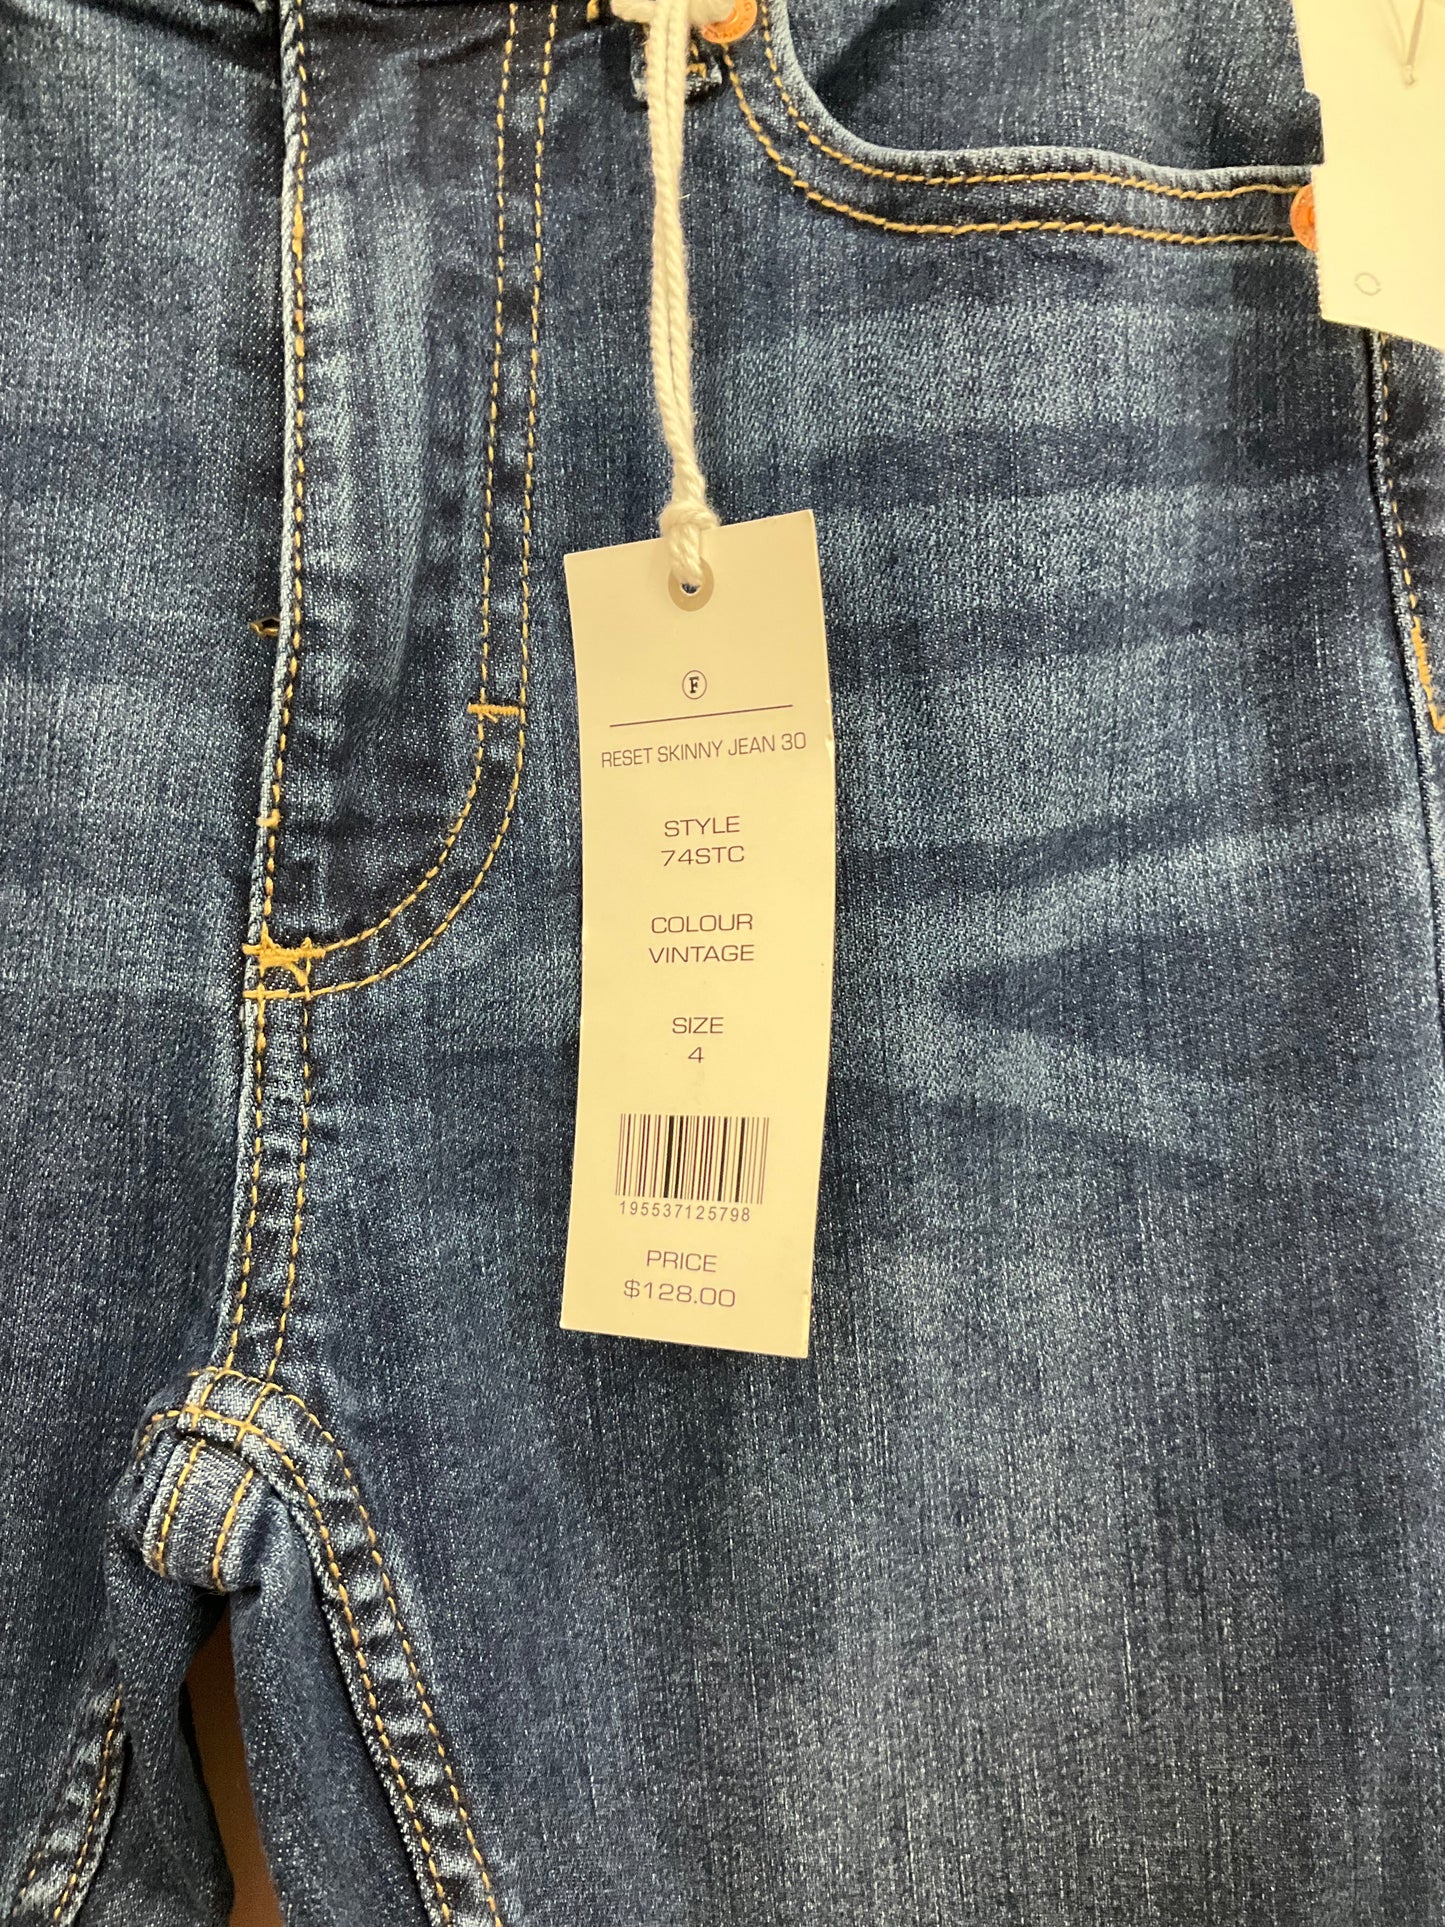 F
RESET SKINNY JEAN 30
STYLE
74STC
COLOUR
VINTAGE
SIZE
4
195537125798
PRICE
$128.00